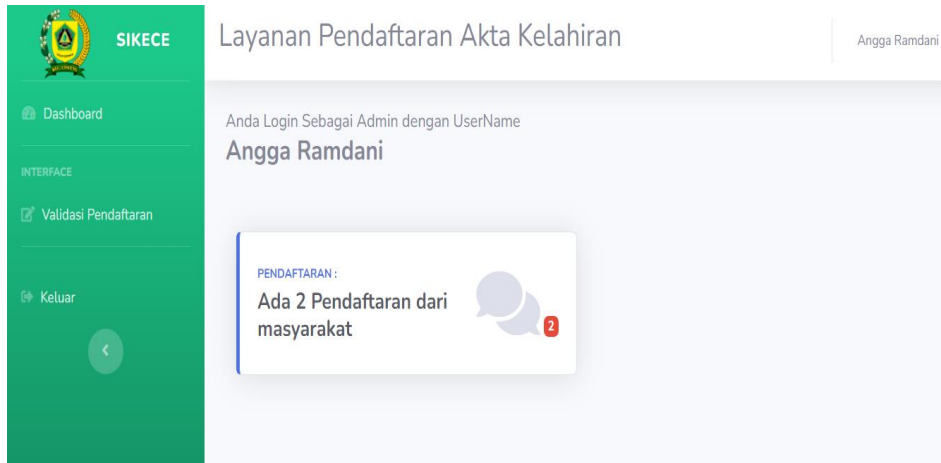 SIKECE
Layanan Pendaftaran Akta Kelahiran
Angga Ramdani
Dashboard
INTERFACE
Validasi Pendaftaran
Keluar
Anda Login Sebagai Admin dengan UserName
Angga Ramdani
PENDAFTARAN :
Ada 2 Pendaftaran dari
masyarakat
2